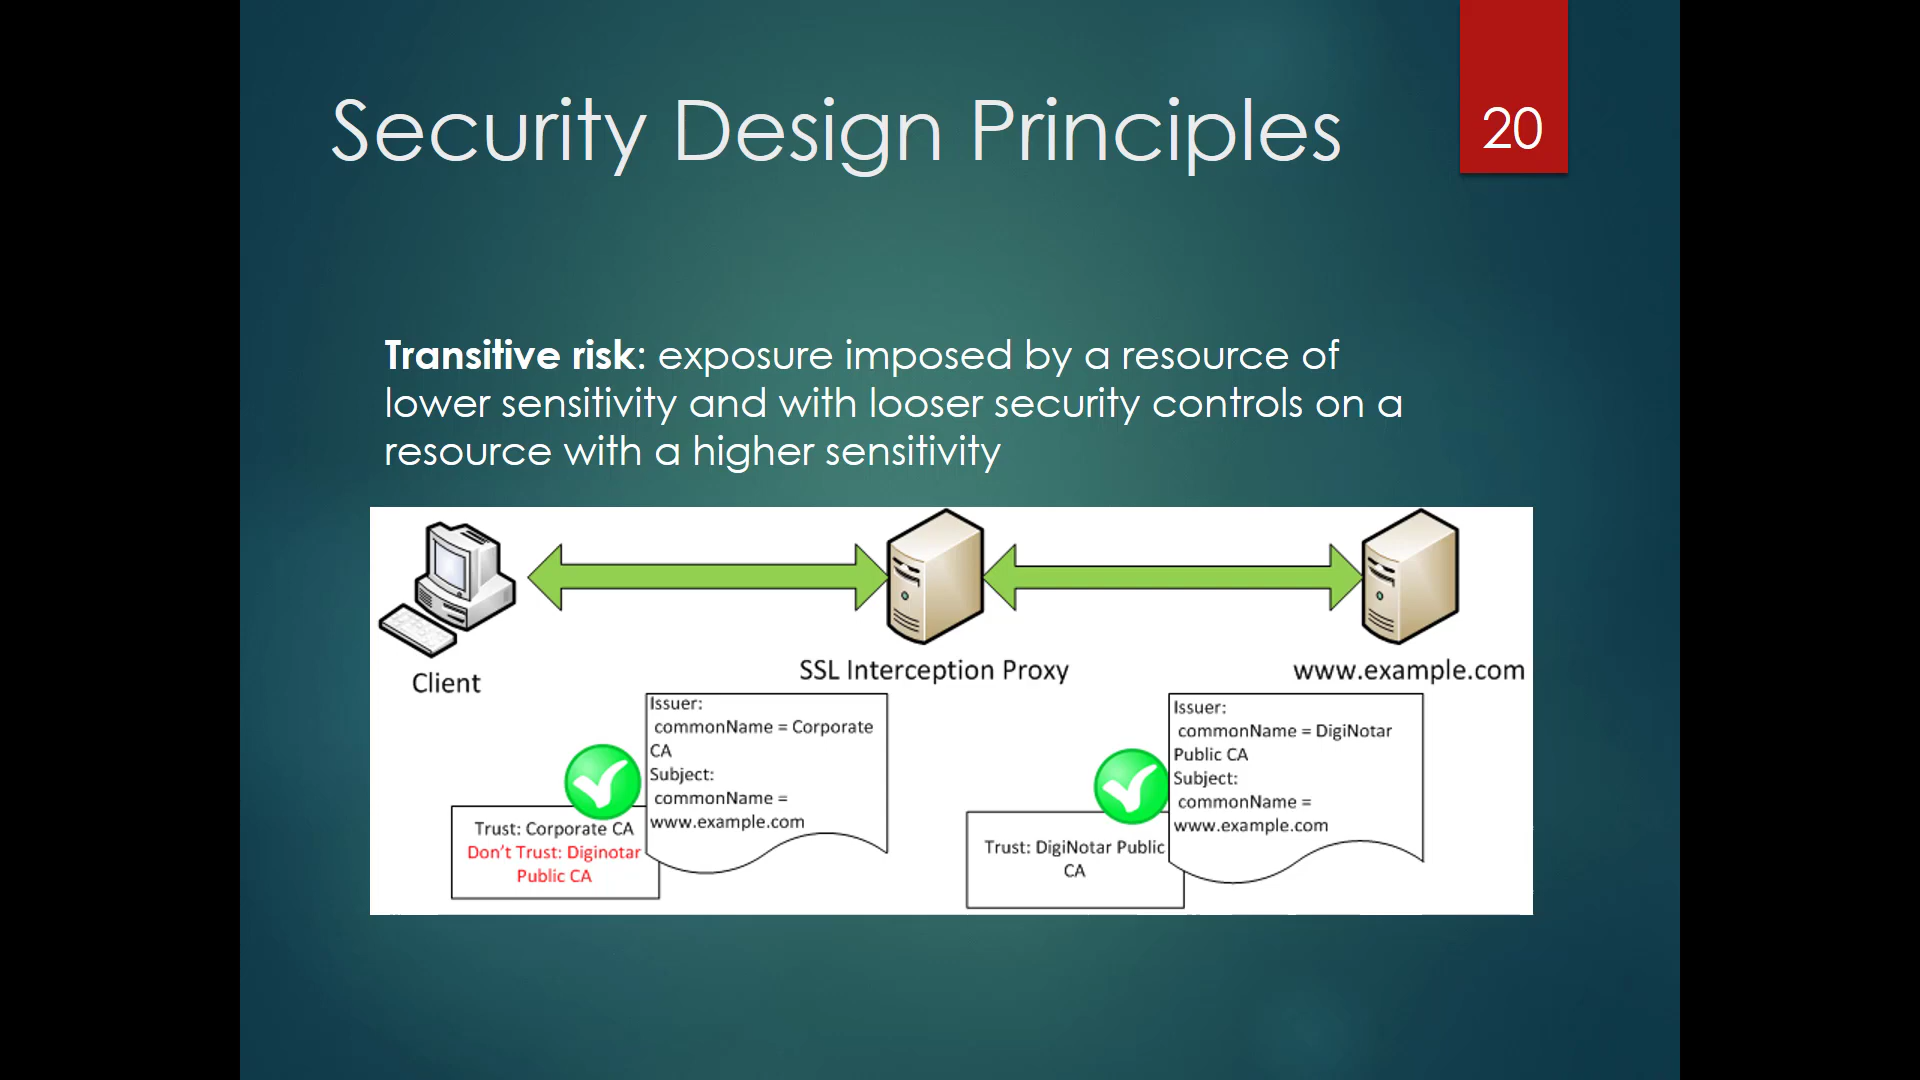 Security Design Principles
20
Transitive risk: exposure imposed by a resource of
lower sensitivity and with looser security controls on a
resource with a higher sensitivity
Client
SSL Interception Proxy
www.example.com
Issuer:
commonName = Corporate
CA
Subject:
commonName =
www.example.com
Trust: Corporate CA
Don't Trust: Diginotar
Public CA
Issuer:
commonName = DigiNotar
Public CA
Subject:
commonName =
www.example.com
Trust: DigiNotar Public
CA